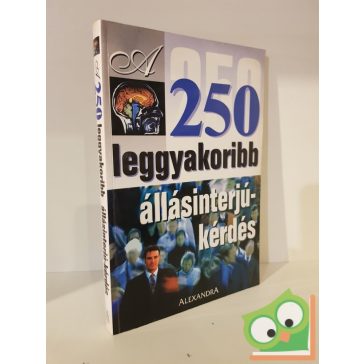 A 250 leggyakoribb állásinterjú-kérdés
A
250
250
leggyakoribb
állásinterjú-
kérdés
ALEXANDRA